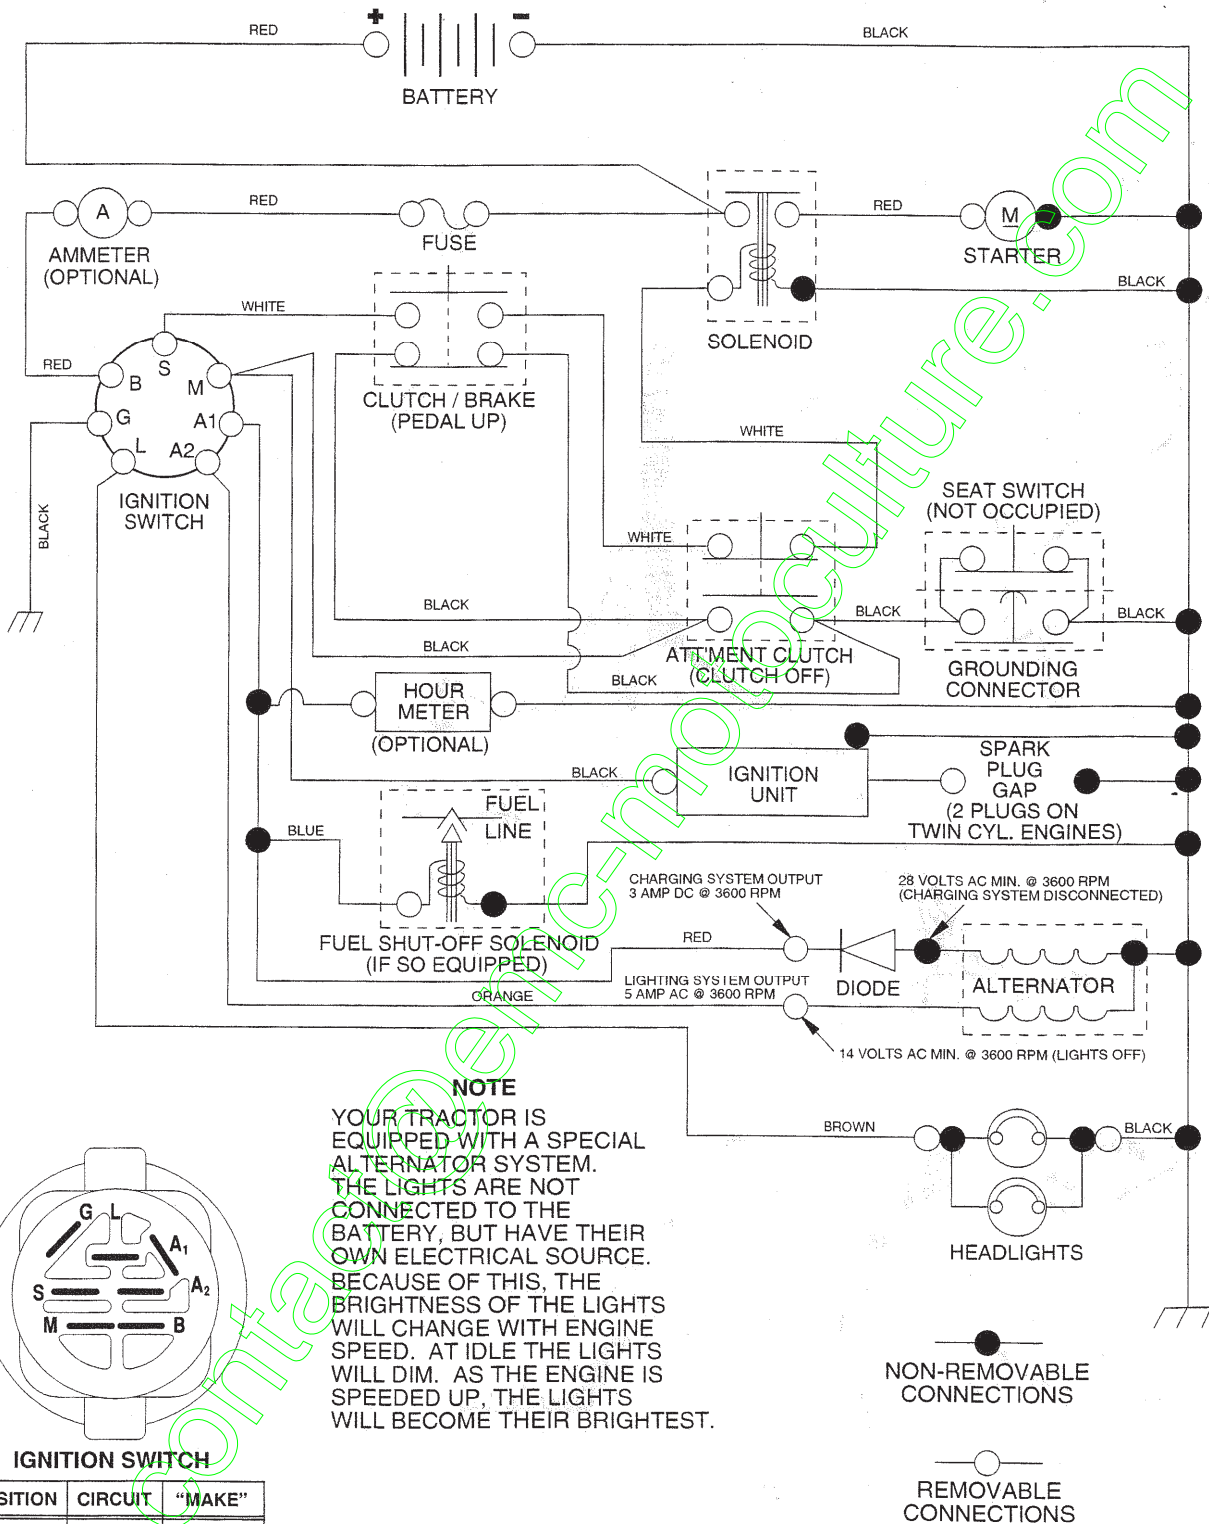 + −
RED
BLACK
BATTERY
RED
A
AMMETER
(OPTIONAL)
FUSE
RED
M
STARTER
BLACK
SOLENOID
WHITE
CLUTCH / BRAKE
(PEDAL UP)
RED
S
B
M
G
A1
L
A2
IGNITION
SWITCH
BLACK
WHITE
WHITE
SEAT SWITCH
(NOT OCCUPIED)
BLACK
BLACK
BLACK
BLACK
BLACK
ATT'MENT CLUTCH
(CLUTCH OFF)
GROUNDING
CONNECTOR
HOUR
METER
(OPTIONAL)
BLACK
IGNITION
UNIT
SPARK
PLUG
GAP
(2 PLUGS ON
TWIN CYL. ENGINES)
BLUE
FUEL
LINE
FUEL SHUT-OFF SOLENOID
(IF SO EQUIPPED)
CHARGING SYSTEM OUTPUT
3 AMP DC @ 3600 RPM
28 VOLTS AC MIN. @ 3600 RPM
(CHARGING SYSTEM DISCONNECTED)
RED
DIODE
ALTERNATOR
LIGHTING SYSTEM OUTPUT
5 AMP AC @ 3600 RPM
ORANGE
14 VOLTS AC MIN. @ 3600 RPM (LIGHTS OFF)
NOTE
YOUR TRACTOR IS
EQUIPPED WITH A SPECIAL
ALTERNATOR SYSTEM.
THE LIGHTS ARE NOT
CONNECTED TO THE
BATTERY, BUT HAVE THEIR
OWN ELECTRICAL SOURCE.
BECAUSE OF THIS, THE
BRIGHTNESS OF THE LIGHTS
WILL CHANGE WITH ENGINE
SPEED. AT IDLE THE LIGHTS
WILL DIM. AS THE ENGINE IS
SPEEDED UP, THE LIGHTS
WILL BECOME THEIR BRIGHTEST.
BROWN
BLACK
HEADLIGHTS
G L
A1
A2
S
M
B
IGNITION SWITCH
SITION CIRCUIT "MAKE"
NON-REMOVABLE
CONNECTIONS
REMOVABLE
CONNECTIONS
contact@emc-motoculture.com